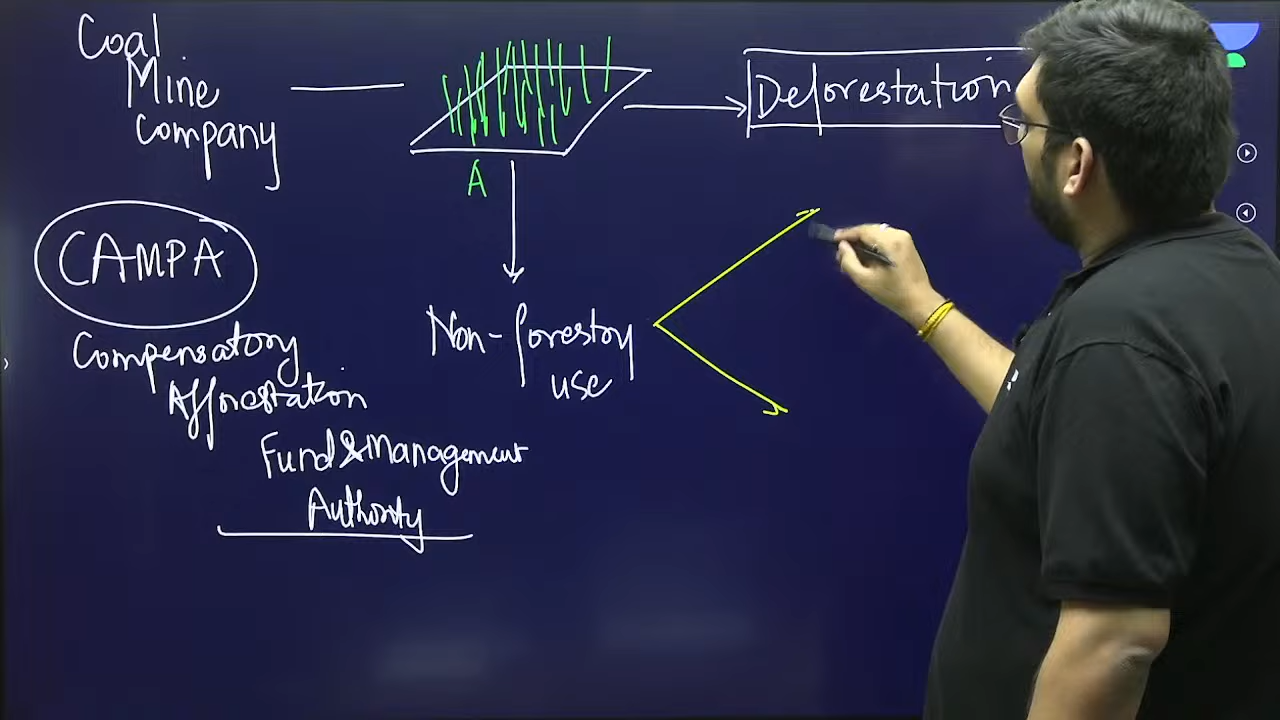 Coal
Mine
Company
A
Deforestation
CAMPA
Compensatory
Afforestation
Fund & Management
Authority
Non-forestry
use